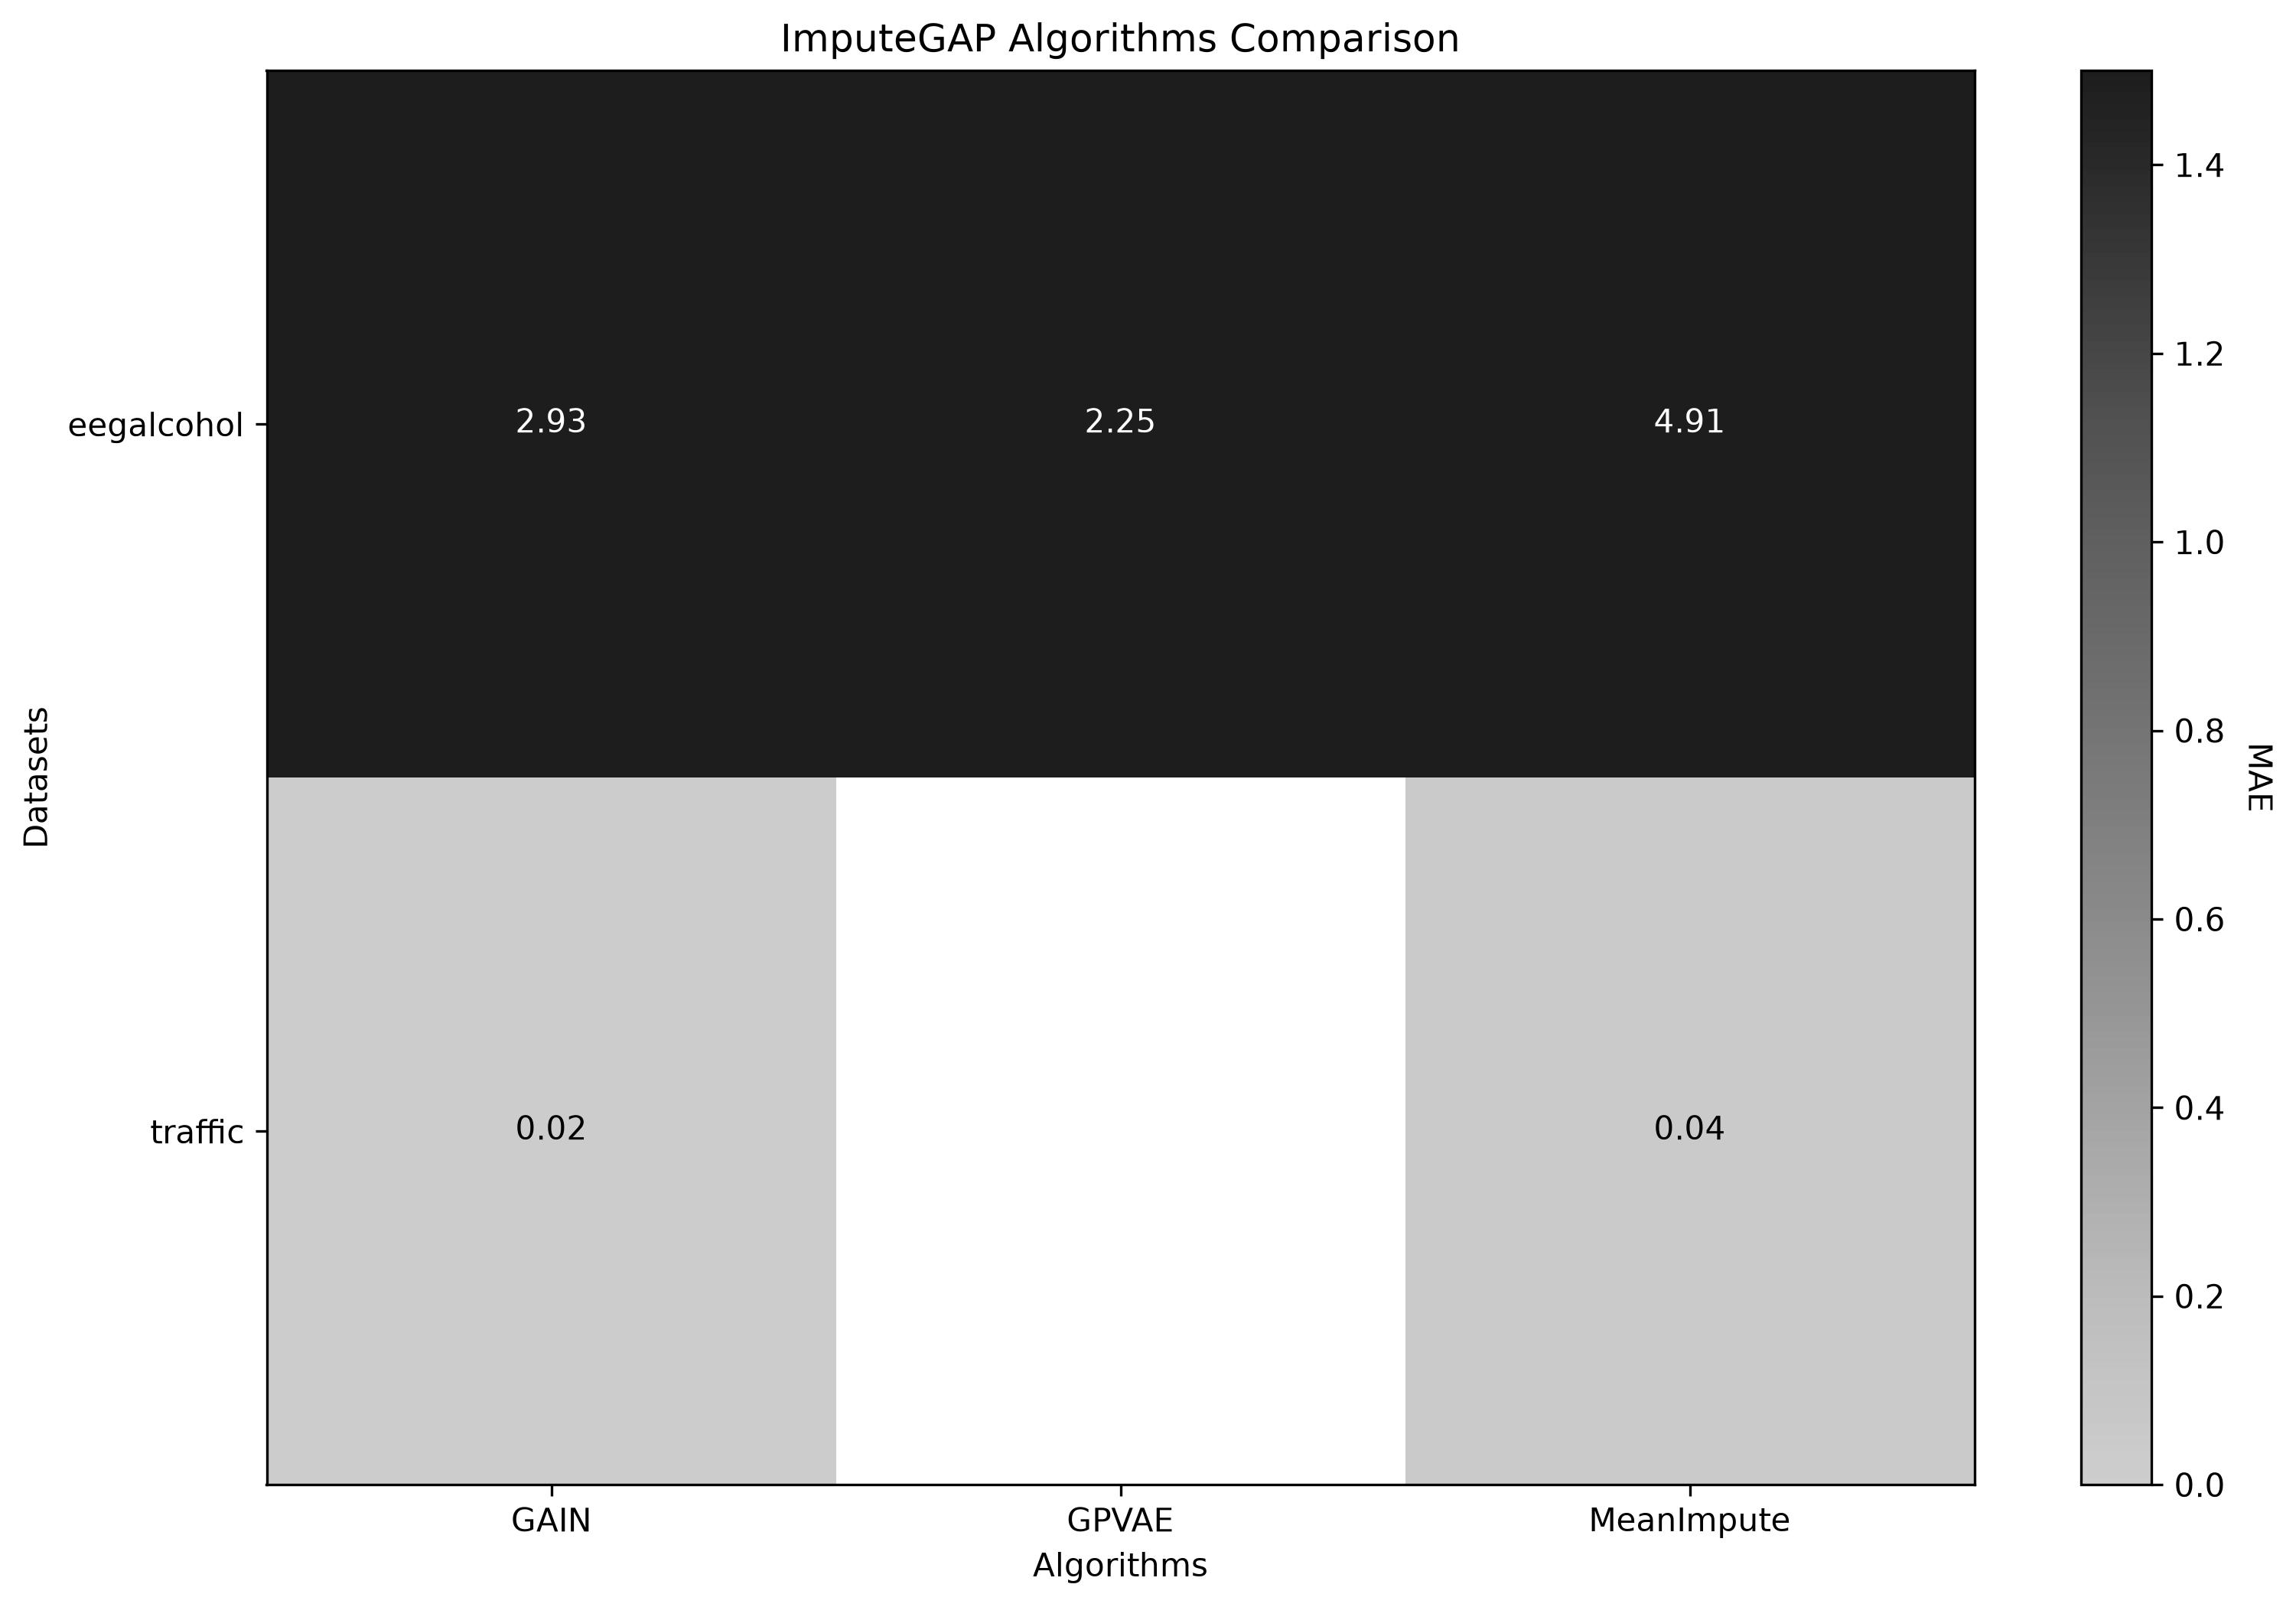 ImputeGAP Algorithms Comparison
Datasets
eegalcohol
2.93 2.25 4.91
traffic
0.02 0.04
GAIN GPVAE MeanImpute
Algorithms
1.4
1.2
1.0
0.8
0.6
0.4
0.2
0.0
MAE